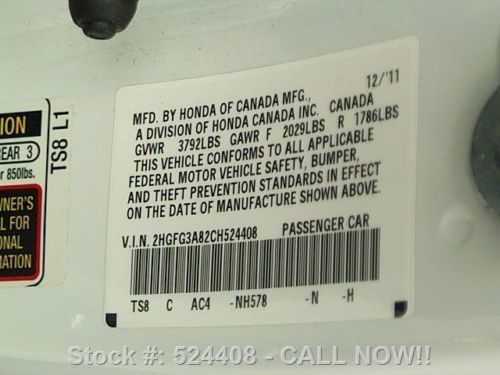 12/'11
MFD. BY HONDA OF CANADA MFG.,
A DIVISION OF HONDA CANADA INC. CANADA
GVWR 3792LBS GAWR F 2029LBS R 1786LBS
THIS VEHICLE CONFORMS TO ALL APPLICABLE
FEDERAL MOTOR VEHICLE SAFETY, BUMPER,
AND THEFT PREVENTION STANDARDS IN EFFECT
ON THE DATE OF MANUFACTURE SHOWN ABOVE.
V.I.N. 2HGFG3A82CH524408 PASSENGER CAR
TS8 C AC4 -NH578 -N -H
TS8 L1
ION
REAR 3
r 850lbs.
WNER'S
L FOR
ONAL
MATION
Stock #: 524408 - CALL NOW!!